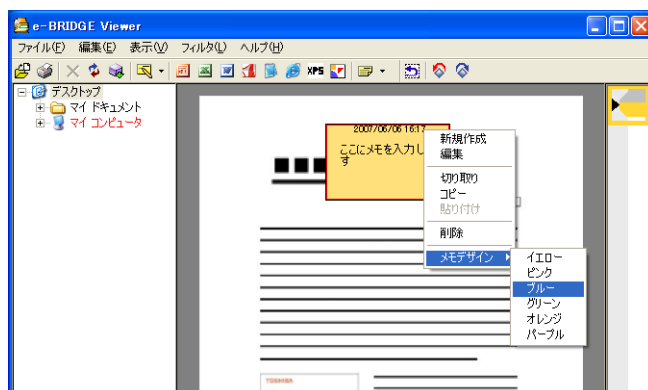 e-BRIDGE Viewer
ファイル(F) 編集(E) 表示(V) フィルタ(L) ヘルプ(H)
XPS
デスクトップ
マイ ドキュメント
マイ コンピュータ
2007/06/06 16:17
ここにメモを入力し
す
新規作成
編集
切り取り
コピー
貼り付け
削除
メモデザイン
イエロー
ピンク
ブルー
グリーン
オレンジ
パープル
TOSHIBA